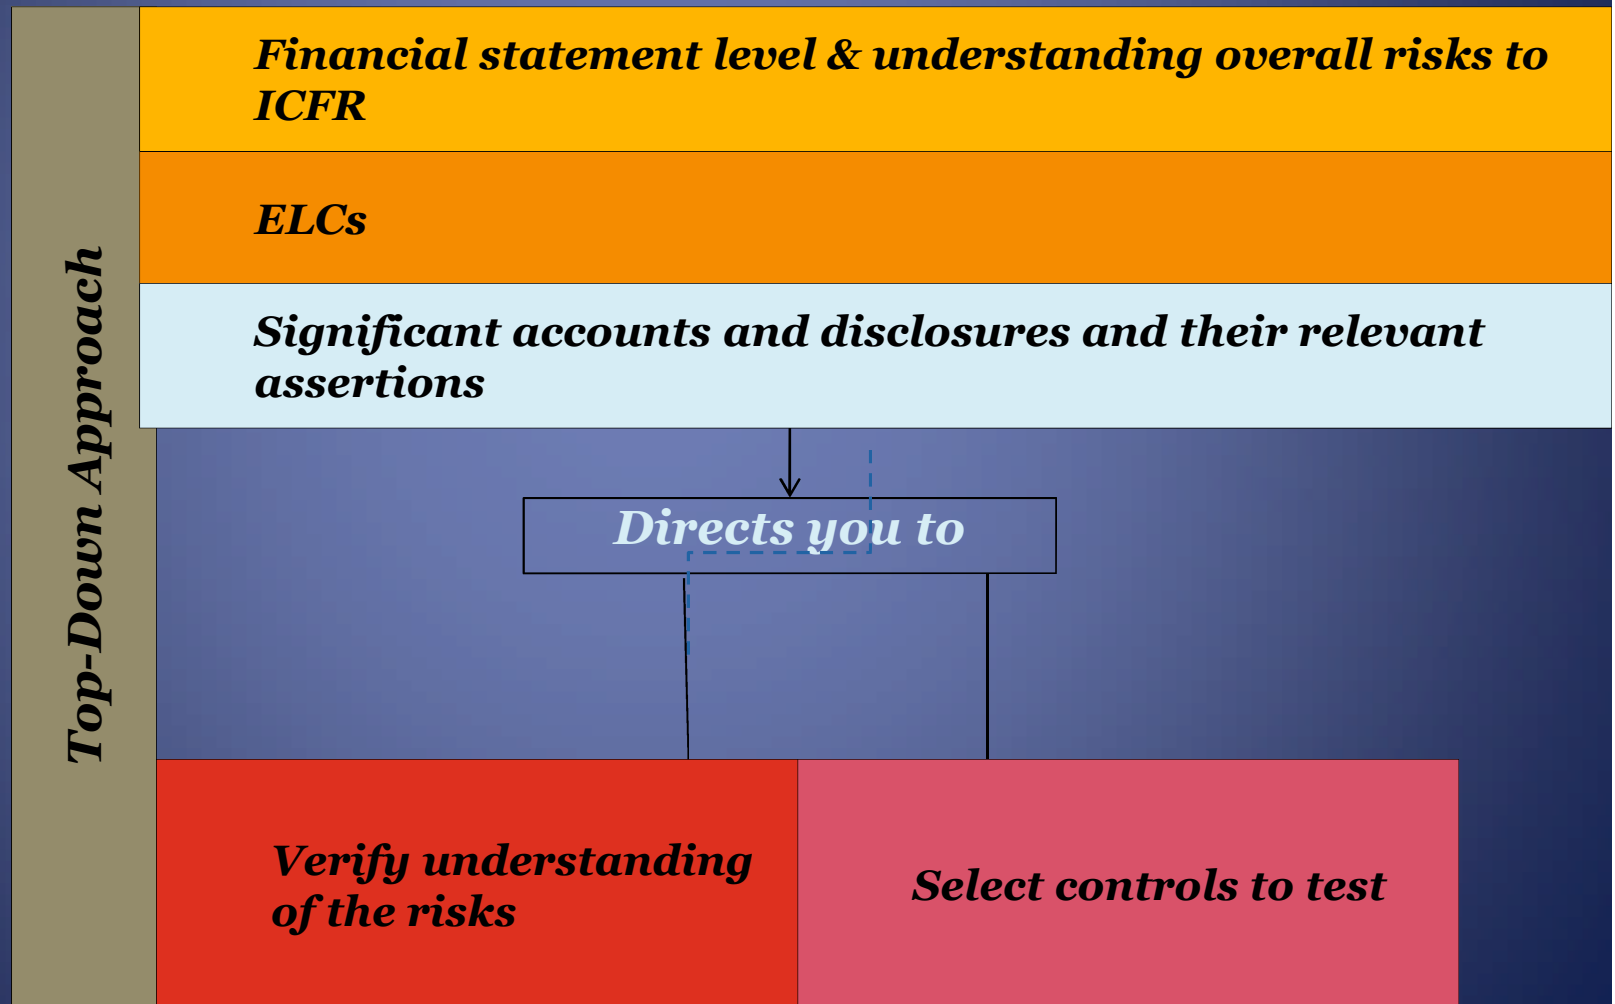 Top-Down Approach
Financial statement level & understanding overall risks to
ICFR
ELCs
Significant accounts and disclosures and their relevant
assertions
Directs you to
Verify understanding
of the risks
Select controls to test